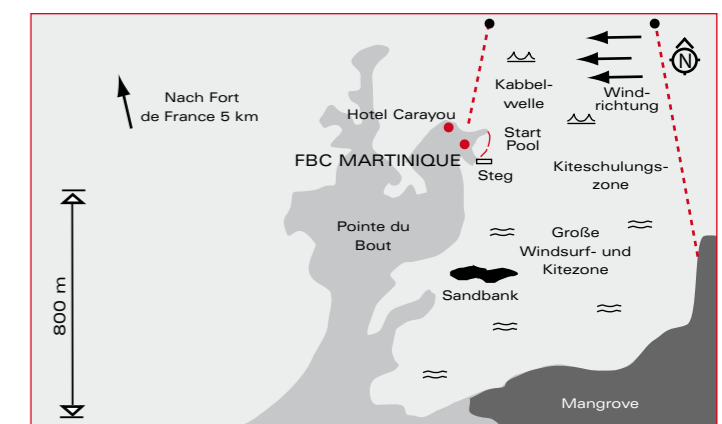 Nach Fort
de France 5 km
Hotel Carayou
FBC MARTINIQUE
Kabbel-
welle
Wind-
richtung
N
Start
Pool
Steg
Kiteschulungs-
zone
Pointe du
Bout
Große
Windsurf- und
Kitezone
Sandbank
800 m
Mangrove